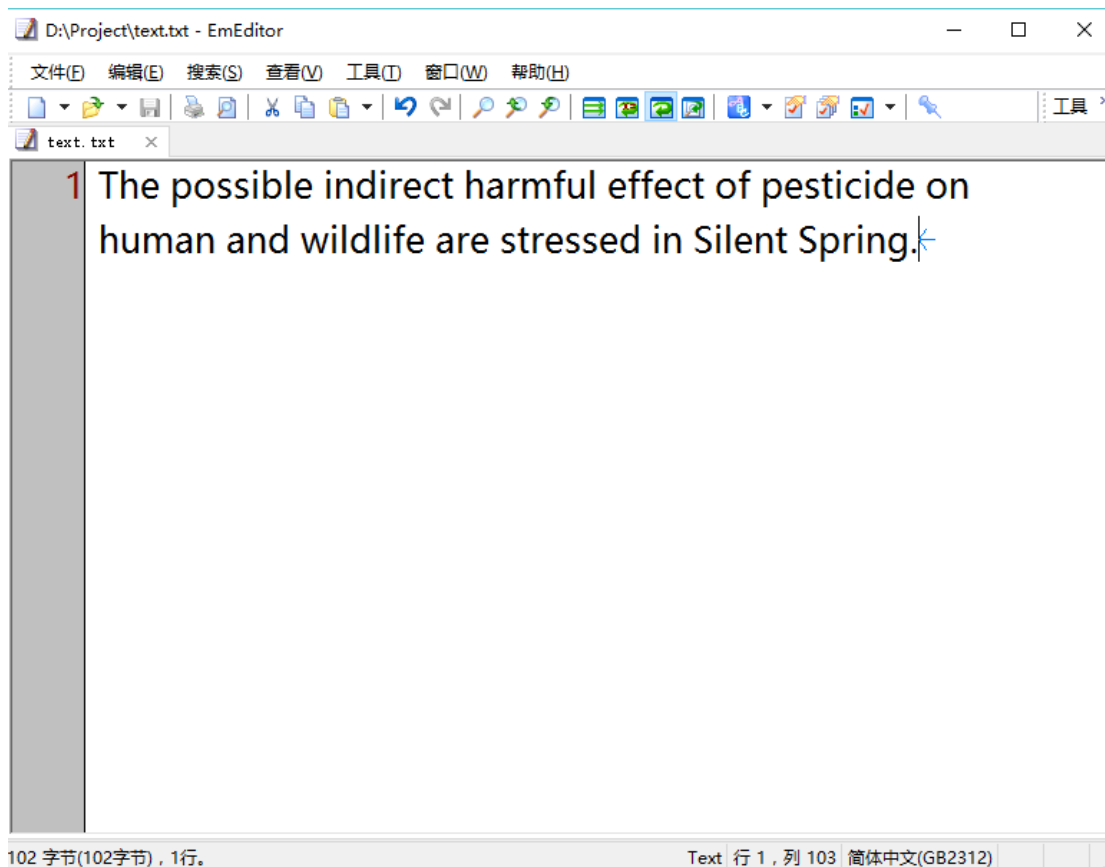 D:\Project\text.txt - EmEditor
文件(F) 编辑(E) 搜索(S) 查看(V) 工具(T) 窗口(W) 帮助(H)
工具
text.txt
1 The possible indirect harmful effect of pesticide on
human and wildlife are stressed in Silent Spring.
102 字节(102字节)，1行。 Text 行 1，列 103 简体中文(GB2312)